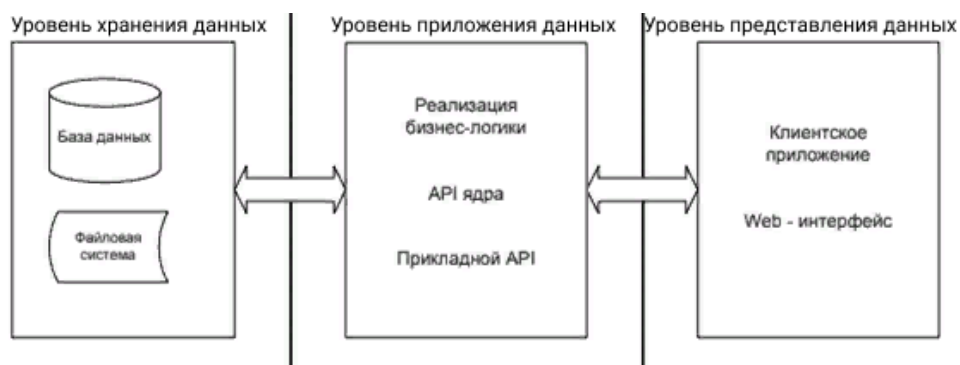 Уровень хранения данных
Уровень приложения данных
Уровень представления данных
База данных
Файловая
система
Реализация
бизнес-логики
API ядра
Прикладной API
Клиентское
приложение
Web - интерфейс